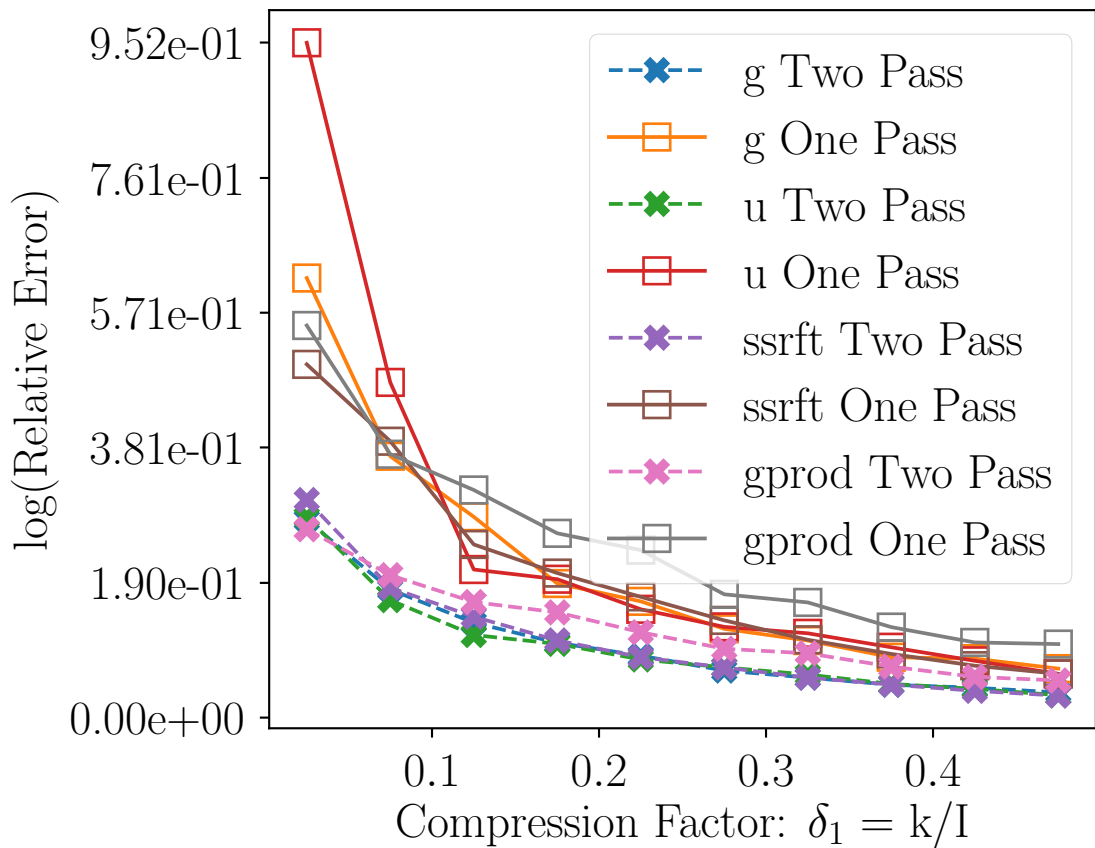 9.52e-01
7.61e-01
5.71e-01
3.81e-01
1.90e-01
0.00e+00
log(Relative Error)
g Two Pass
g One Pass
u Two Pass
u One Pass
ssrft Two Pass
ssrft One Pass
gprod Two Pass
gprod One Pass
0.1 0.2 0.3 0.4
Compression Factor: δ₁ = k/I